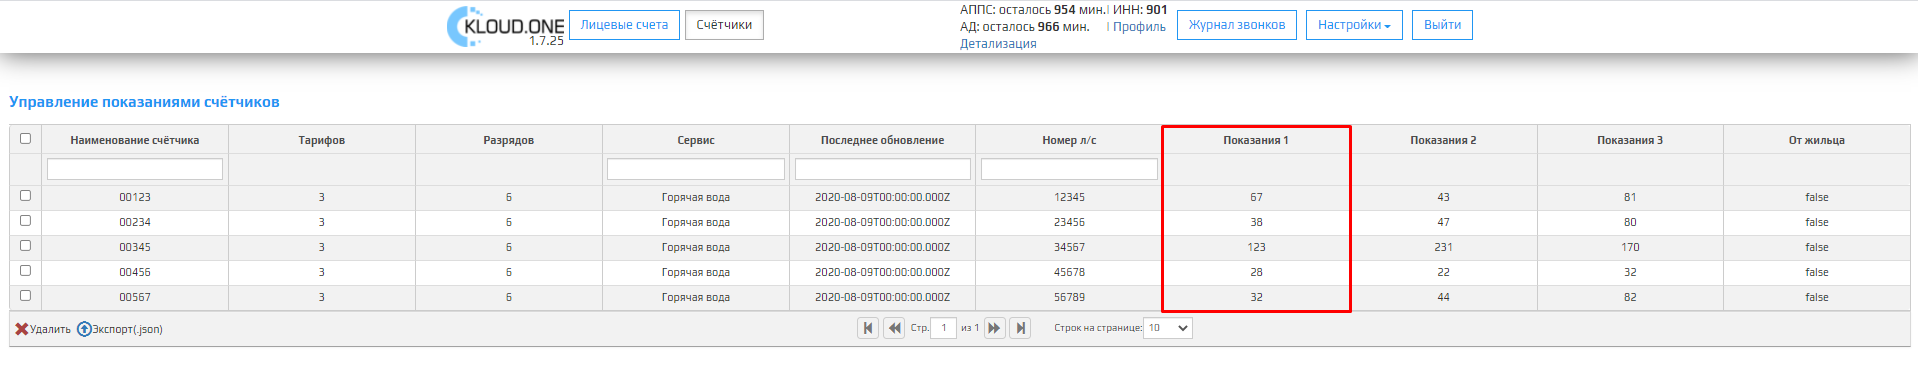 KLOUD.ONE
1.7.25
Лицевые счета
Счётчики
АППС: осталось 954 мин.| ИНН: 901
АД: осталось 966 мин. | Профиль
Детализация
Журнал звонков
Настройки
Выйти
Управление показаниями счётчиков
Наименование счётчика Тарифов Разрядов Сервис Последнее обновление Номер л/с Показания 1 Показания 2 Показания 3 От жильца
00123 3 6 Горячая вода 2020-08-09T00:00:00.000Z 12345 67 43 81 false
00234 3 6 Горячая вода 2020-08-09T00:00:00.000Z 23456 38 47 80 false
00345 3 6 Горячая вода 2020-08-09T00:00:00.000Z 34567 123 231 170 false
00456 3 6 Горячая вода 2020-08-09T00:00:00.000Z 45678 28 22 32 false
00567 3 6 Горячая вода 2020-08-09T00:00:00.000Z 56789 32 44 82 false
Удалить Экспорт(.json) Стр. 1 из 1 Строк на странице: 10